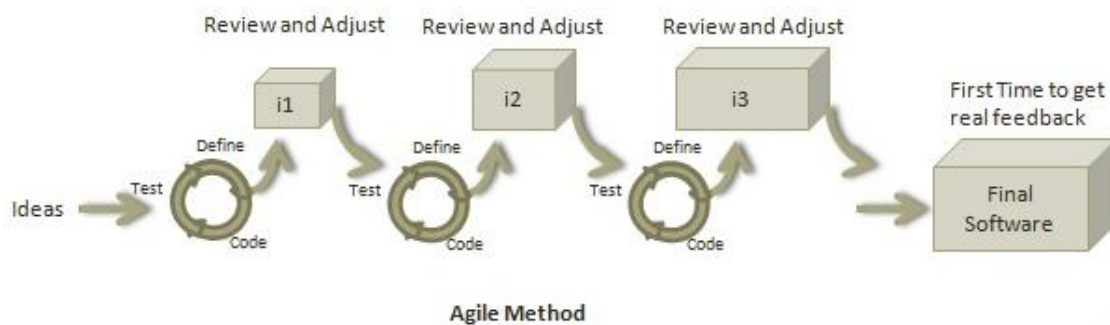 Review and Adjust
Review and Adjust
Review and Adjust
i1
i2
i3
First Time to get
real feedback
Define
Test
Code
Define
Test
Code
Define
Test
Code
Ideas
Final
Software
Agile Method